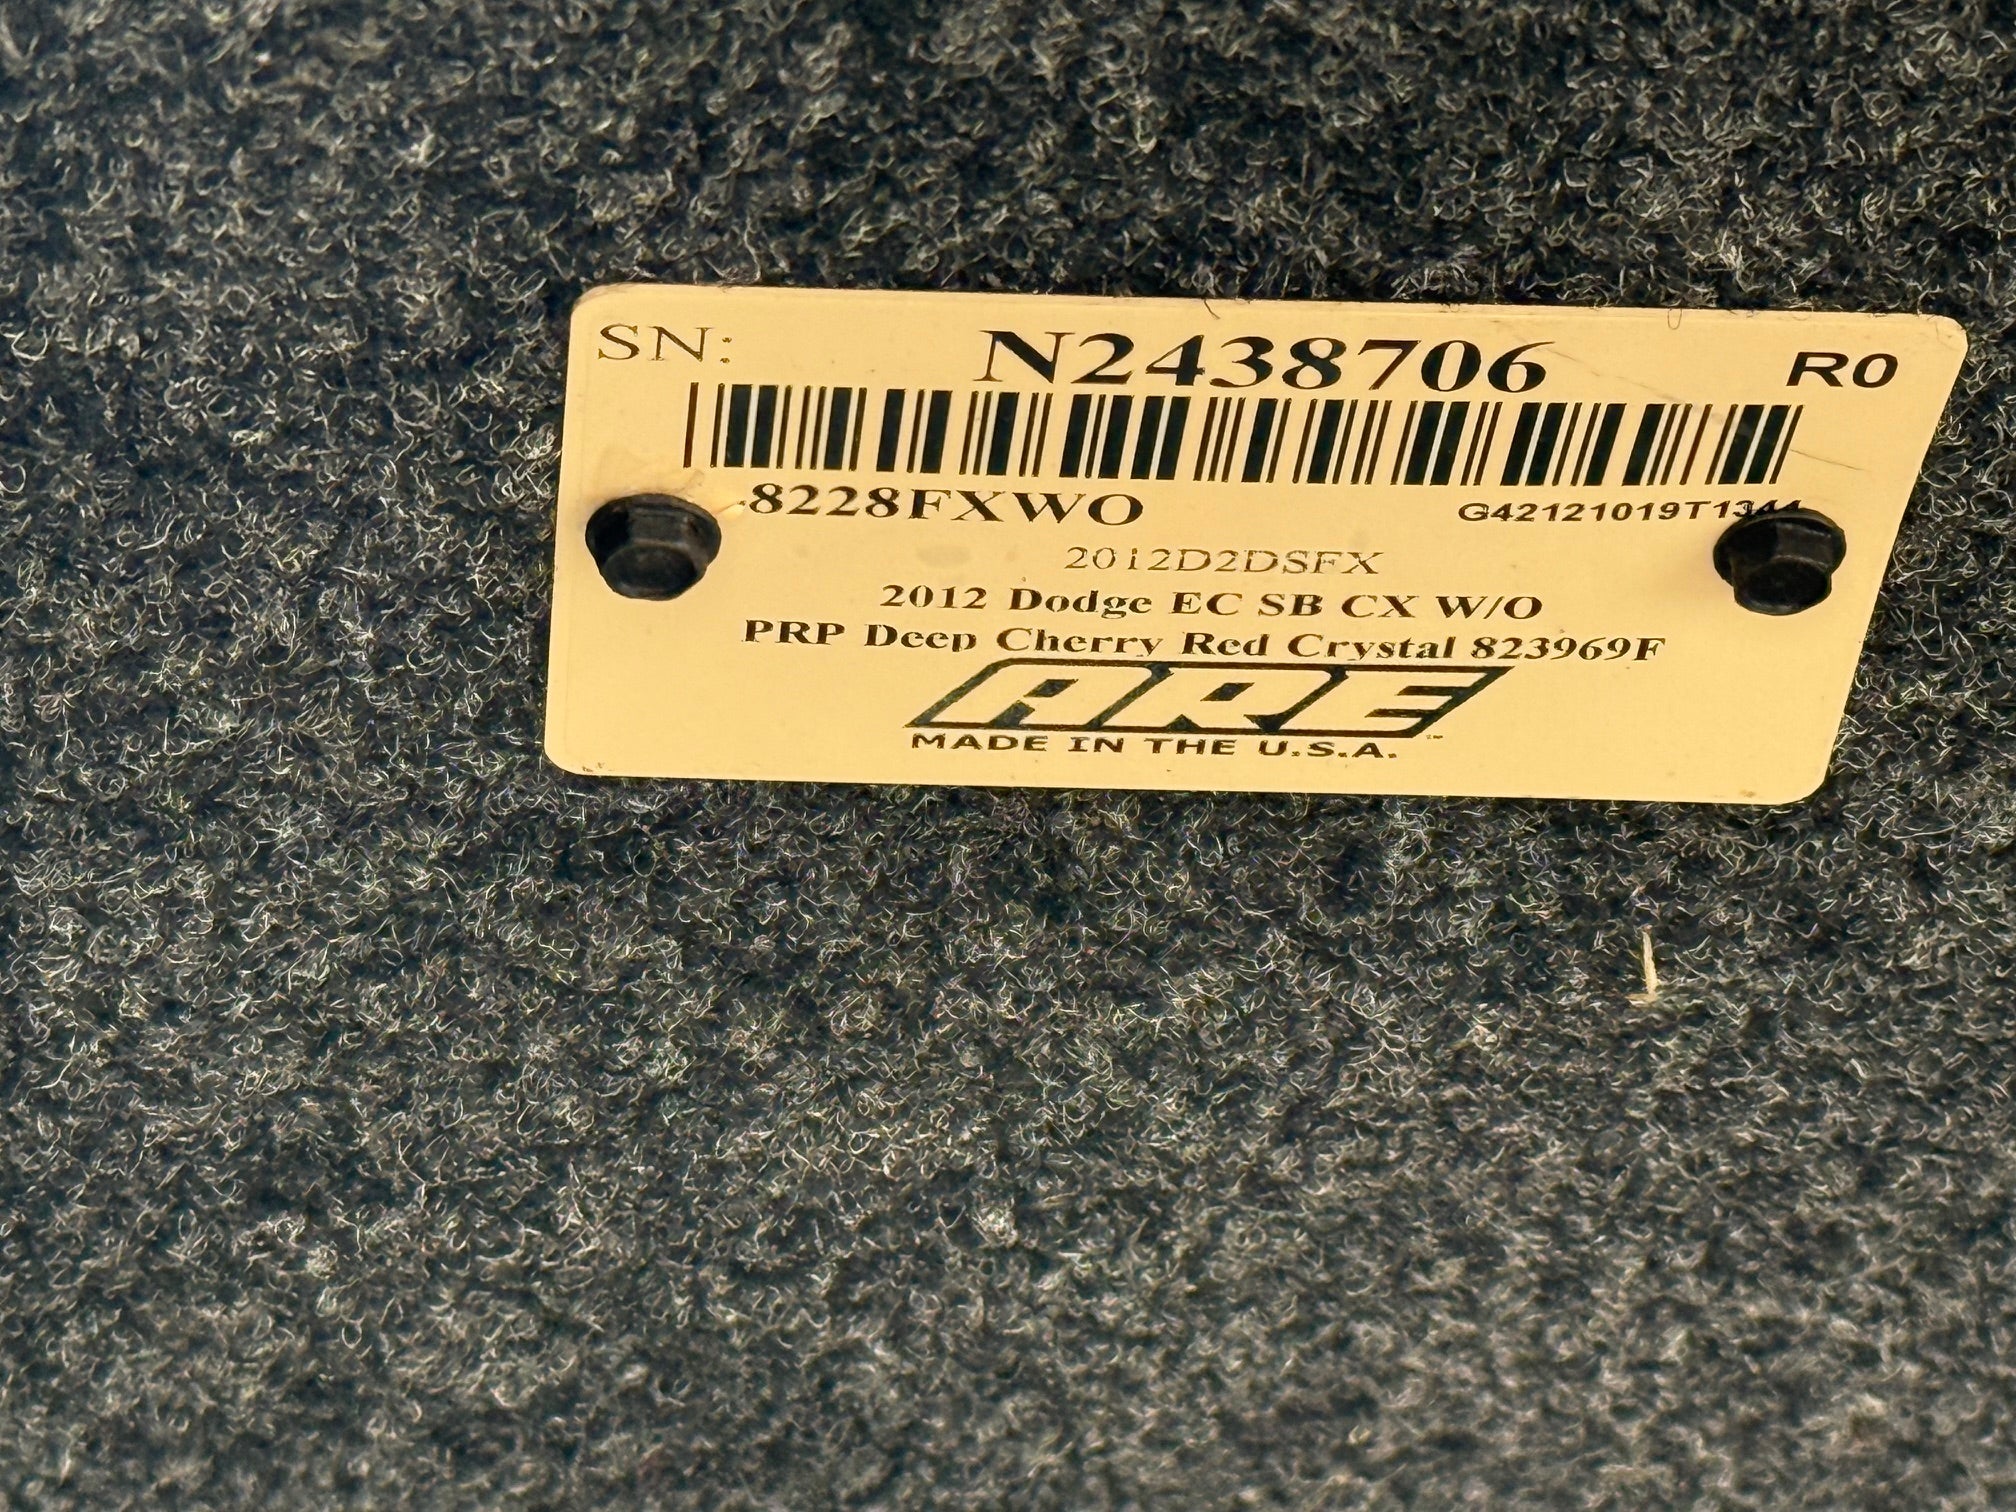 SN: N2438706 R0
8228FXWO G42121019T1344
2012D2DSFX
2012 Dodge EC SB CX W/O
PRP Deep Cherry Red Crystal 823969F
ARE
MADE IN THE U.S.A.